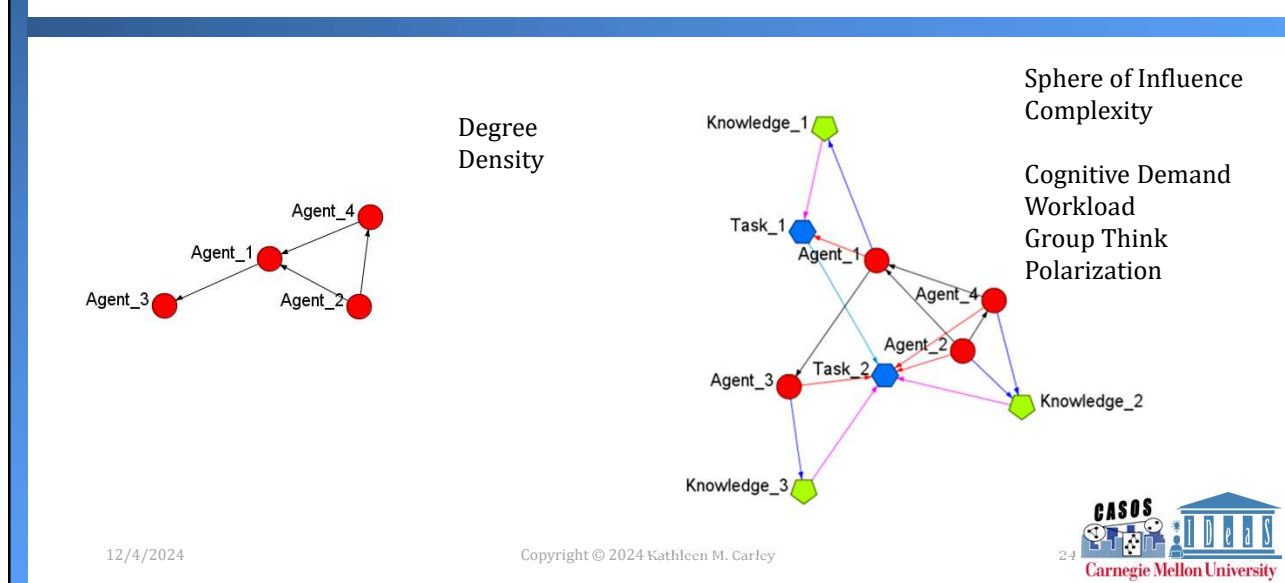 Degree
Density
Agent_4
Agent_1
Agent_3
Agent_2
Sphere of Influence
Complexity
Cognitive Demand
Workload
Group Think
Polarization
Knowledge_1
Task_1
Agent_1
Agent_4
Agent_2
Task_2
Agent_3
Knowledge_2
Knowledge_3
12/4/2024
Copyright © 2024 Kathleen M. Carley
24
CASOS
IDeaS
Carnegie Mellon University